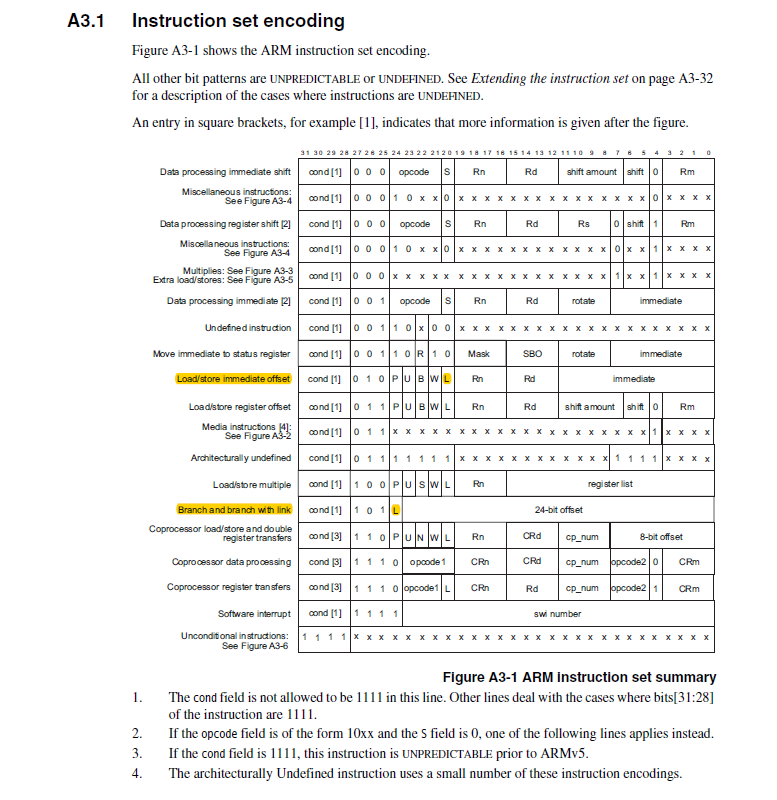 A3.1 Instruction set encoding
Figure A3-1 shows the ARM instruction set encoding.
All other bit patterns are UNPREDICTABLE or UNDEFINED. See Extending the instruction set on page A3-32
for a description of the cases where instructions are UNDEFINED.
An entry in square brackets, for example [1], indicates that more information is given after the figure.
31 30 29 28 27 26 25 24 23 22 21 20 19 18 17 16 15 14 13 12 11 10 9 8 7 6 5 4 3 2 1 0
Data processing immediate shift cond [1] 0 0 0 opcode S Rn Rd shift amount shift 0 Rm
Miscellaneous instructions:
See Figure A3-4 cond [1] 0 0 0 1 0 x x 0 x x x x x x x x x x x x x x x 0 x x x x
Data processing register shift [2] cond [1] 0 0 0 opcode S Rn Rd Rs 0 shift 1 Rm
Miscellaneous instructions:
See Figure A3-4 cond [1] 0 0 0 1 0 x x 0 x x x x x x x x x x x x 0 x x 1 x x x x
Multiplies: See Figure A3-3
Extra load/stores: See Figure A3-5 cond [1] 0 0 0 x x x x x x x x x x x x x x x x x 1 x x 1 x x x x
Data processing immediate [2] cond [1] 0 0 1 opcode S Rn Rd rotate immediate
Undefined instruction cond [1] 0 0 1 1 0 x 0 0 x x x x x x x x x x x x x x x x x x x x
Move immediate to status register cond [1] 0 0 1 1 0 R 1 0 Mask SBO rotate immediate
Load/store immediate offset cond [1] 0 1 0 P U B W L Rn Rd immediate
Load/store register offset cond [1] 0 1 1 P U B W L Rn Rd shift amount shift 0 Rm
Media instructions [4]:
See Figure A3-2 cond [1] 0 1 1 x x x x x x x x x x x x x x x x x x x x 1 x x x x
Architecturally undefined cond [1] 0 1 1 1 1 1 1 1 x x x x x x x x x x x x 1 1 1 1 x x x x
Load/store multiple cond [1] 1 0 0 P U S W L Rn register list
Branch and branch with link cond [1] 1 0 1 L 24-bit offset
Coprocessor load/store and double
register transfers cond [3] 1 1 0 P U N W L Rn CRd cp_num 8-bit offset
Coprocessor data processing cond [3] 1 1 1 0 opcode1 CRn CRd cp_num opcode2 0 CRm
Coprocessor register transfers cond [3] 1 1 1 0 opcode1 L CRn Rd cp_num opcode2 1 CRm
Software interrupt cond [1] 1 1 1 1 swi number
Unconditional instructions:
See Figure A3-6 1 1 1 1 x x x x x x x x x x x x x x x x x x x x x x x x x x x x
Figure A3-1 ARM instruction set summary
1. The cond field is not allowed to be 1111 in this line. Other lines deal with the cases where bits[31:28]
of the instruction are 1111.
2. If the opcode field is of the form 10xx and the S field is 0, one of the following lines applies instead.
3. If the cond field is 1111, this instruction is UNPREDICTABLE prior to ARMv5.
4. The architecturally Undefined instruction uses a small number of these instruction encodings.